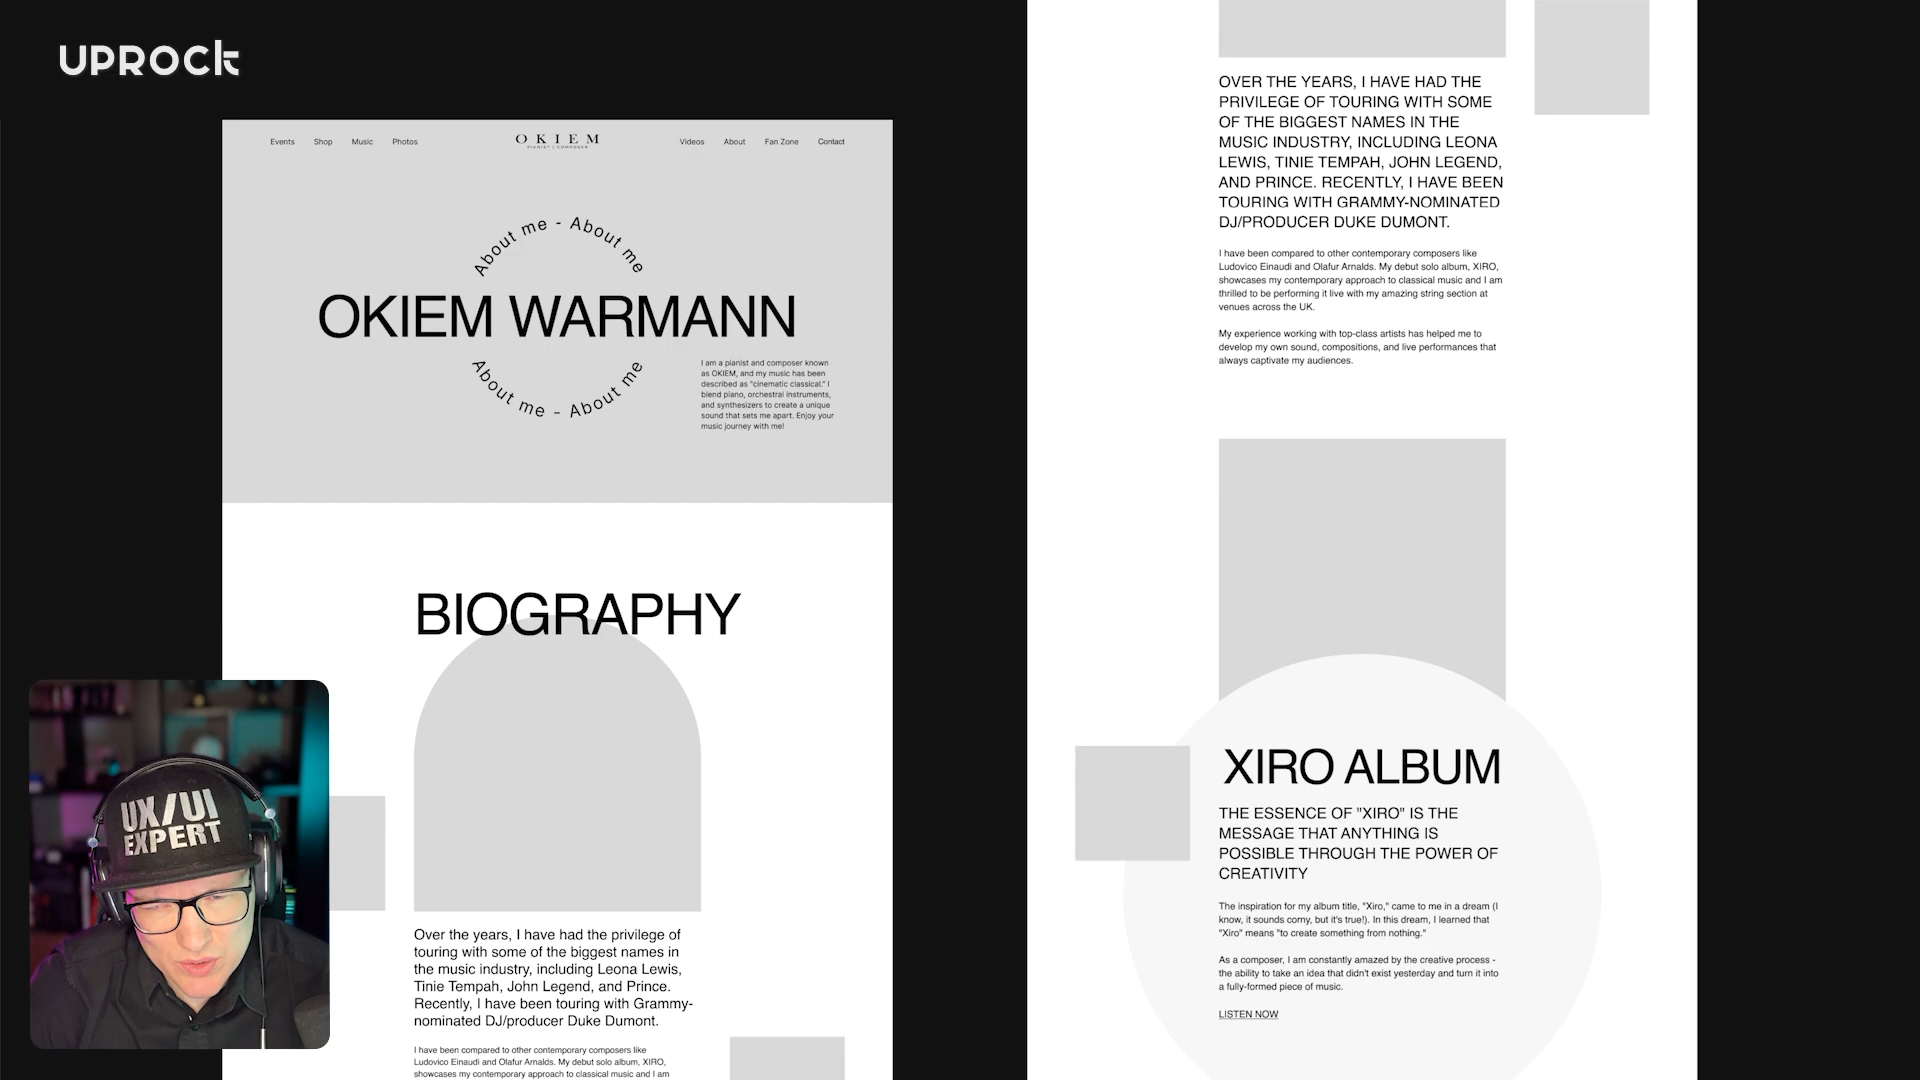 UPROCK
Events Shop Music Photos
OKIEM
PIANIST | COMPOSER
Videos About Fan Zone Contact
About me - About me
OKIEM WARMANN
About me - About me
I am a pianist and composer known
as OKIEM, and my music has been
described as "cinematic classical." I
blend piano, orchestral instruments,
and synthesizers to create a unique
sound that sets me apart. Enjoy your
music journey with me!
BIOGRAPHY
Over the years, I have had the privilege of
touring with some of the biggest names in
the music industry, including Leona Lewis,
Tinie Tempah, John Legend, and Prince.
Recently, I have been touring with Grammy-
nominated DJ/producer Duke Dumont.
I have been compared to other contemporary composers like
Ludovico Einaudi and Olafur Arnalds. My debut solo album, XIRO,
showcases my contemporary approach to classical music and I am
UX/UI
EXPERT
OVER THE YEARS, I HAVE HAD THE
PRIVILEGE OF TOURING WITH SOME
OF THE BIGGEST NAMES IN THE
MUSIC INDUSTRY, INCLUDING LEONA
LEWIS, TINIE TEMPAH, JOHN LEGEND,
AND PRINCE. RECENTLY, I HAVE BEEN
TOURING WITH GRAMMY-NOMINATED
DJ/PRODUCER DUKE DUMONT.
I have been compared to other contemporary composers like
Ludovico Einaudi and Olafur Arnalds. My debut solo album, XIRO,
showcases my contemporary approach to classical music and I am
thrilled to be performing it live with my amazing string section at
venues across the UK.
My experience working with top-class artists has helped me to
develop my own sound, compositions, and live performances that
always captivate my audiences.
XIRO ALBUM
THE ESSENCE OF "XIRO" IS THE
MESSAGE THAT ANYTHING IS
POSSIBLE THROUGH THE POWER OF
CREATIVITY
The inspiration for my album title, "Xiro," came to me in a dream (I
know, it sounds corny, but it's true!). In this dream, I learned that
"Xiro" means "to create something from nothing."
As a composer, I am constantly amazed by the creative process -
the ability to take an idea that didn't exist yesterday and turn it into
a fully-formed piece of music.
LISTEN NOW